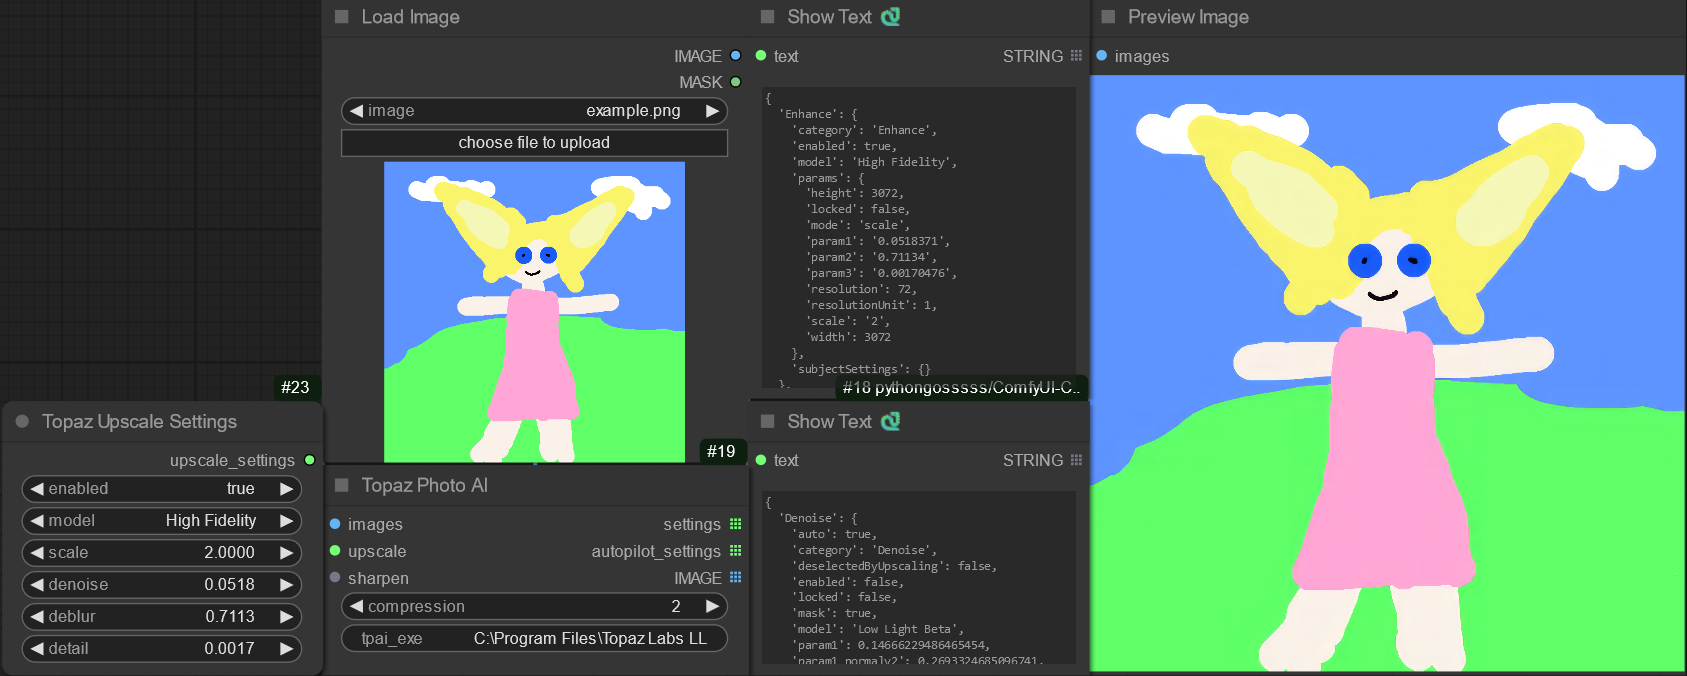 Load Image
IMAGE
MASK
image example.png
choose file to upload
#23
#19
Topaz Upscale Settings
upscale_settings
enabled true
model High Fidelity
scale 2.0000
denoise 0.0518
deblur 0.7113
detail 0.0017
Topaz Photo AI
images settings
upscale autopilot_settings
sharpen IMAGE
compression 2
tpai_exe C:\Program Files\Topaz Labs LL
Show Text
text STRING
{
'Enhance': {
'category': 'Enhance',
'enabled': true,
'model': 'High Fidelity',
'params': {
'height': 3072,
'locked': false,
'mode': 'scale',
'param1': '0.0518371',
'param2': '0.71134',
'param3': '0.00170476',
'resolution': 72,
'resolutionUnit': 1,
'scale': '2',
'width': 3072
},
'subjectSettings': {}
},
#18 pythongosssss/ComfyUI-C..
Show Text
text STRING
{
'Denoise': {
'auto': true,
'category': 'Denoise',
'deselectedByUpscaling': false,
'enabled': false,
'locked': false,
'mask': true,
'model': 'Low Light Beta',
'param1': 0.14666229486465454,
'param1_normalv2': 0.2693324685096741,
Preview Image
images